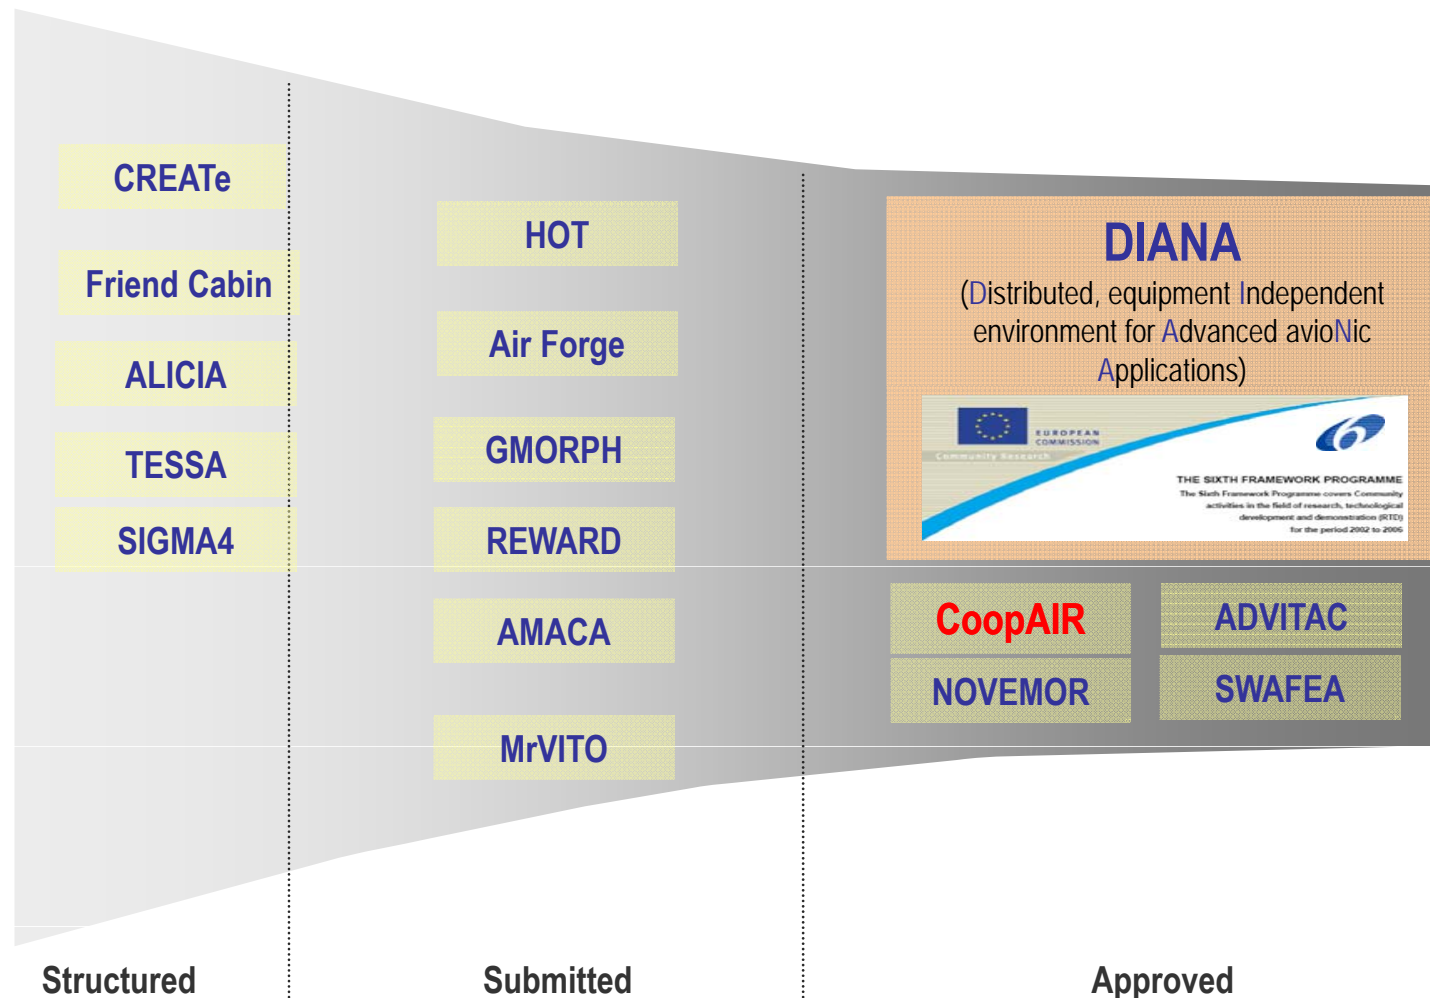 CREATe
Friend Cabin
ALICIA
TESSA
SIGMA4
HOT
Air Forge
GMORPH
REWARD
AMACA
MrVITO
DIANA
(Distributed, equipment Independent
environment for Advanced avioNic
Applications)
EUROPEAN
COMMISSION
Community Research
6
THE SIXTH FRAMEWORK PROGRAMME
The Sixth Framework Programme covers Community
activities in the field of research, technological
development and demonstration (RTD)
for the period 2002 to 2006
CoopAIR
ADVITAC
NOVEMOR
SWAFEA
Structured
Submitted
Approved